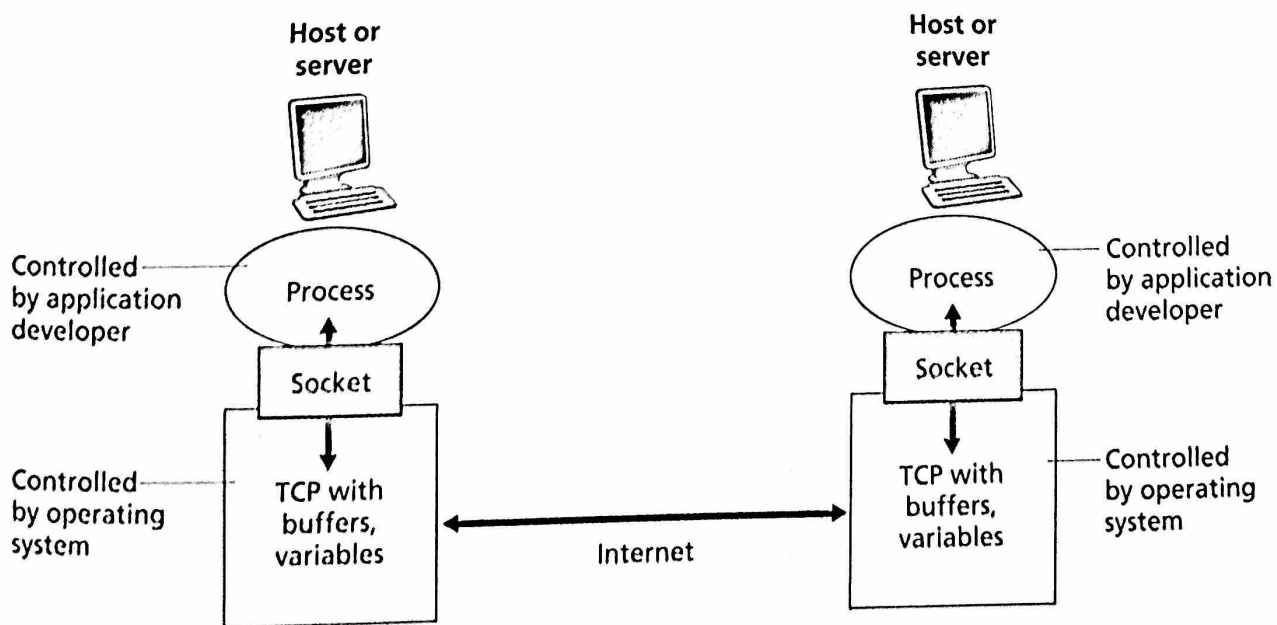 Host or
server
Controlled
by application
developer
Process
Socket
Controlled
by operating
system
TCP with
buffers,
variables
Internet
Host or
server
Process
Controlled
by application
developer
Socket
TCP with
buffers,
variables
Controlled
by operating
system